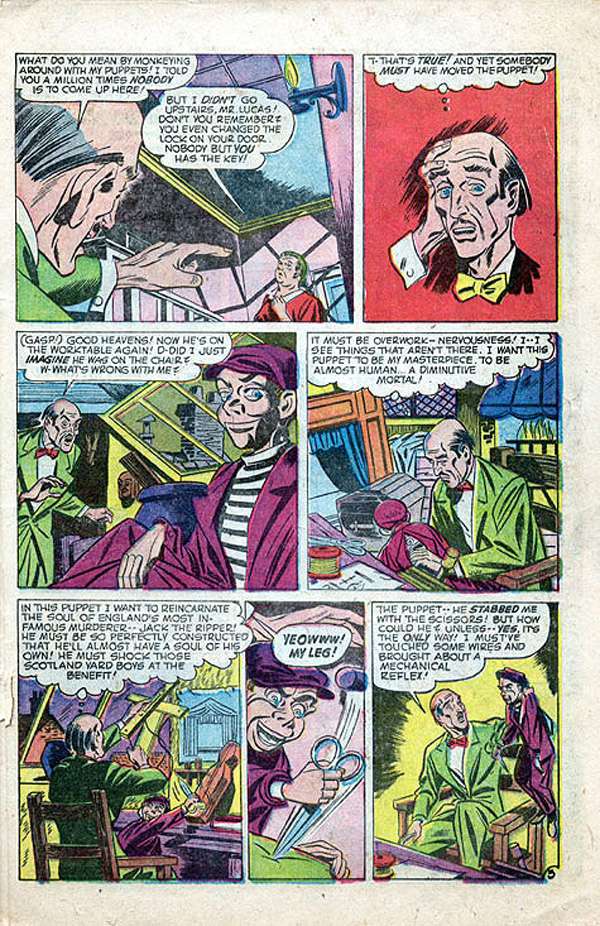 WHAT DO YOU MEAN BY MONKEYING
AROUND WITH MY PUPPETS! I TOLD
YOU A MILLION TIMES NOBODY
IS TO COME UP HERE!
BUT I DIDN'T GO
UPSTAIRS, MR. LUCAS!
DON'T YOU REMEMBER?
YOU EVEN CHANGED THE
LOCK ON YOUR DOOR.
NOBODY BUT YOU
HAS THE KEY!
T-THAT'S TRUE! AND YET SOMEBODY
MUST HAVE MOVED THE PUPPET!
(GASP!) GOOD HEAVENS! NOW HE'S
ON THE WORKTABLE AGAIN! D-DID I JUST
IMAGINE HE WAS ON THE CHAIR?
W-WHAT'S WRONG WITH ME?
IT MUST BE OVERWORK-- NERVOUSNESS! I--I
SEE THINGS THAT AREN'T THERE. I WANT THIS
PUPPET TO BE MY MASTERPIECE. TO BE
ALMOST HUMAN... A DIMINUTIVE
MORTAL!
IN THIS PUPPET I WANT TO REINCARNATE
THE SOUL OF ENGLAND'S MOST IN-
FAMOUS MURDERER-- JACK THE RIPPER!
HE MUST BE SO PERFECTLY CONSTRUCTED
THAT HE'LL ALMOST HAVE A SOUL OF HIS
OWN! HE MUST SHOCK THOSE
SCOTLAND YARD BOYS AT THE
BENEFIT!
YEOWWW!
MY LEG!
THE PUPPET-- HE STABBED ME
WITH THE SCISSORS! BUT HOW
COULD HE? UNLESS-- YES, IT'S
THE ONLY WAY! I MUST'VE
TOUCHED SOME WIRES AND
BROUGHT ABOUT A
MECHANICAL
REFLEX!
5